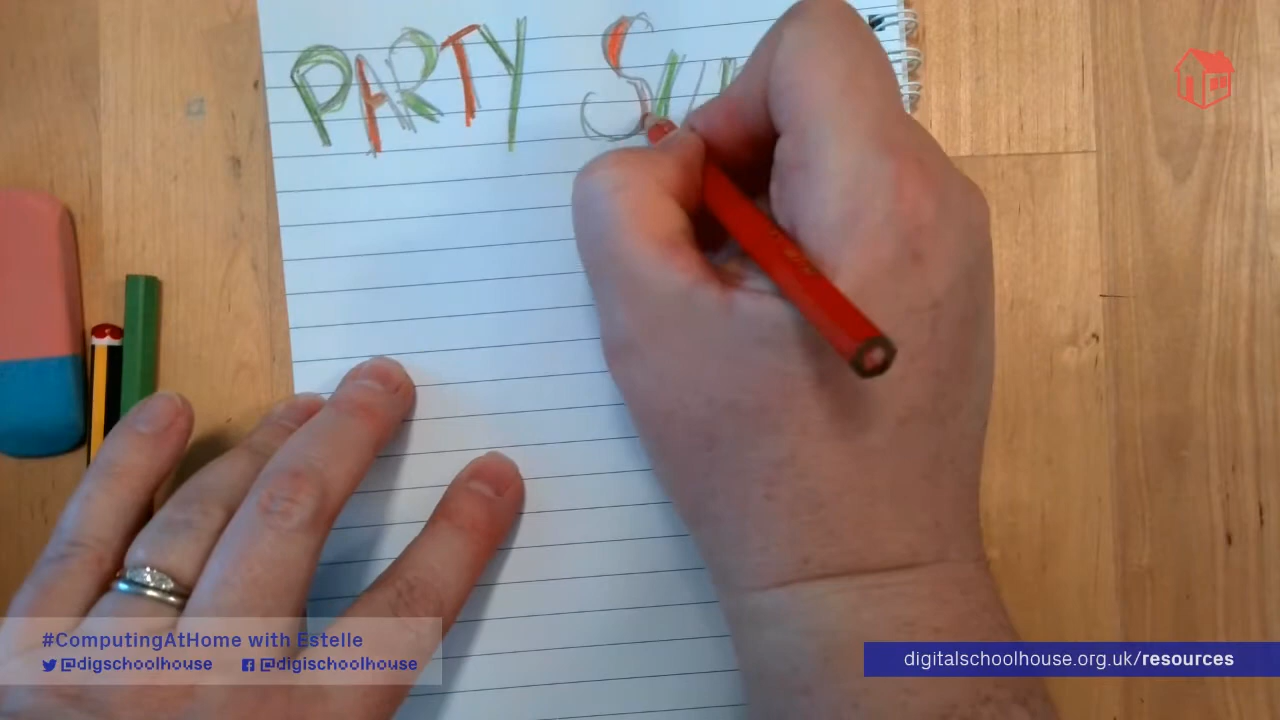 PARTY
#ComputingAtHome with Estelle
@digschoolhouse @digischoolhouse
digitalschoolhouse.org.uk/resources